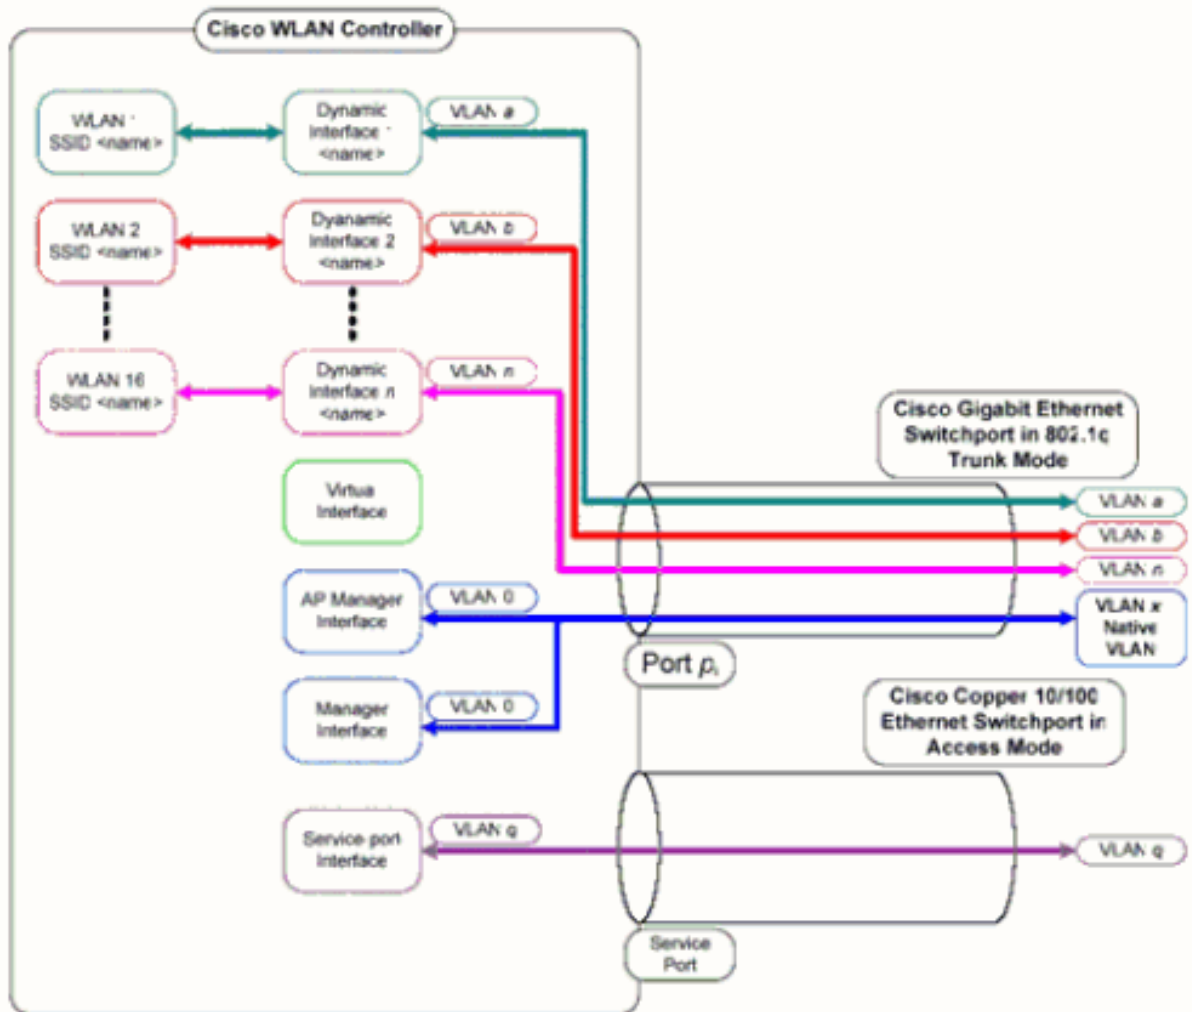 Cisco WLAN Controller
WLAN
SSID <name>
Dynamic
Interface
<name>
VLAN a
WLAN 2
SSID <name>
Dyanamic
Interface 2
<name>
VLAN b
WLAN 16
SSID <name>
Dynamic
Interface n
<name>
VLAN n
Virtua
Interface
AP Manager
Interface
VLAN 0
Manager
Interface
VLAN 0
Service-port
Interface
VLAN q
Cisco Gigabit Ethernet
Switchport in 802.1q
Trunk Mode
VLAN a
VLAN b
VLAN n
VLAN x
Native
VLAN
Port
Cisco Copper 10/100
Ethernet Switchport in
Access Mode
VLAN q
Service
Port